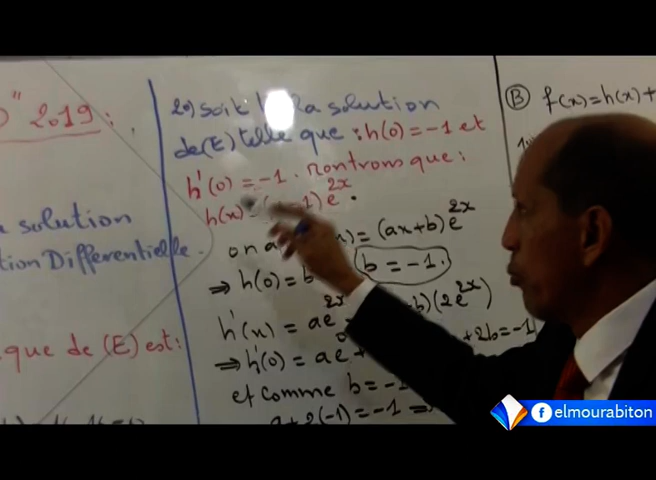 0" 2019:
a solution
tion Differentielle.
que de (E) est:
2°) soit h la solution
de (E) telle que: h(0) = -1 et
h'(0) = -1. Montrons que:
h(x) = 1) e^2x.
on a x) = (ax+b) e^2x
⇒ h(0) = b b = -1.
h'(x) = ae^2x b)(2e^2x)
⇒ h'(0) = ae° + + 2b = -1
et comme b = -1
a + 2(-1) = -1 ⇒
Ⓑ f(x) = h(x) +
elmourabiton